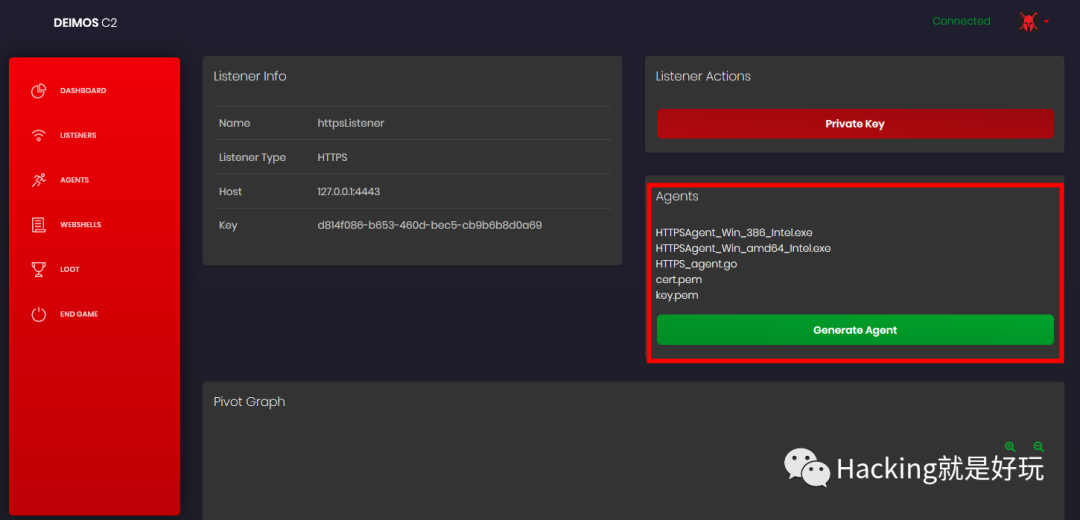 DEIMOS C2
Connected
DASHBOARD
LISTENERS
AGENTS
WEBSHELLS
LOOT
END GAME
Listener Info
Name httpsListener
Listener Type HTTPS
Host 127.0.0.1:4443
Key d814f086-b653-460d-bec5-cb9b6b8d0a69
Listener Actions
Private Key
Agents
HTTPSAgent_Win_386_Intel.exe
HTTPSAgent_Win_amd64_Intel.exe
HTTPS_agent.go
cert.pem
key.pem
Generate Agent
Pivot Graph
Hacking就是好玩